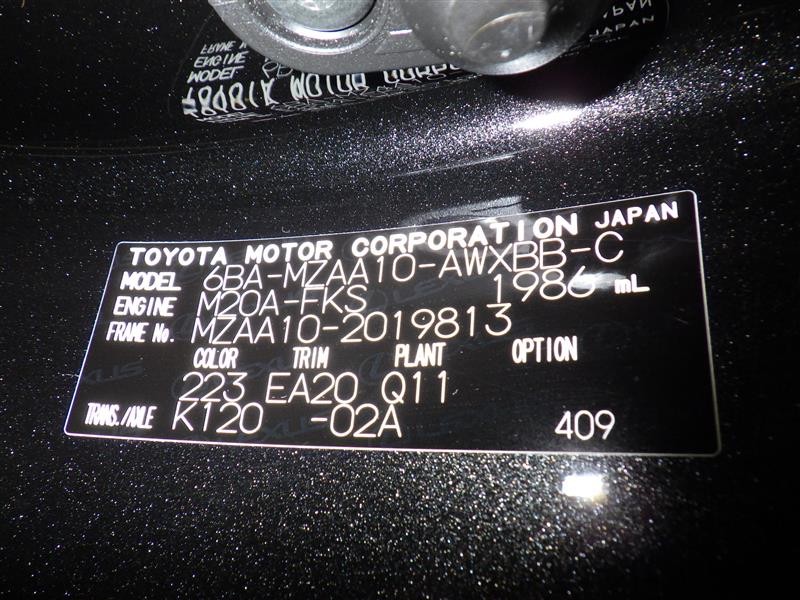 TOYOTA MOTOR CORPORATION JAPAN
MODEL 6BA-MZAA10-AWXBB-C
ENGINE M20A-FKS 1986 mL
FRAME No. MZAA10-2019813
COLOR TRIM PLANT OPTION
223 EA20 Q11
TRANS./AXLE K120 -02A 409